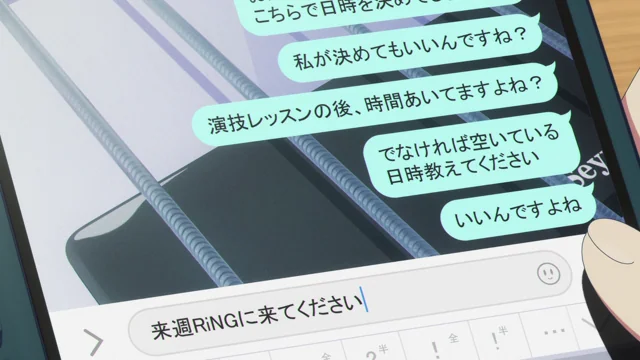 こちらで日時を決めて
私が決めてもいいんですね？
演技レッスンの後、時間あいてますよね？
でなければ空いている
日時教えてください
いいんですよね
来週RiNGに来てください
？全
！全
！半
…